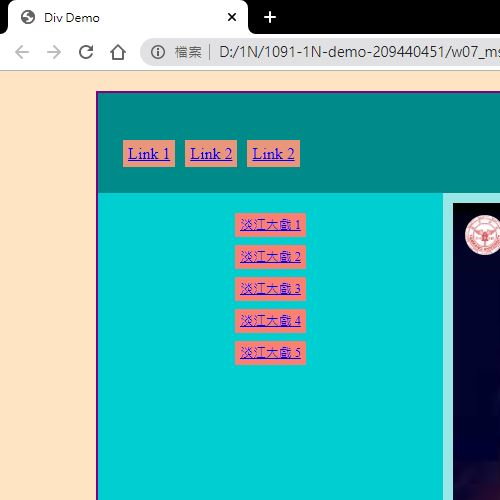 Div Demo
檔案 | D:/1N/1091-1N-demo-209440451/w07_ms
Link 1 Link 2 Link 2
淡江大戲 1
淡江大戲 2
淡江大戲 3
淡江大戲 4
淡江大戲 5